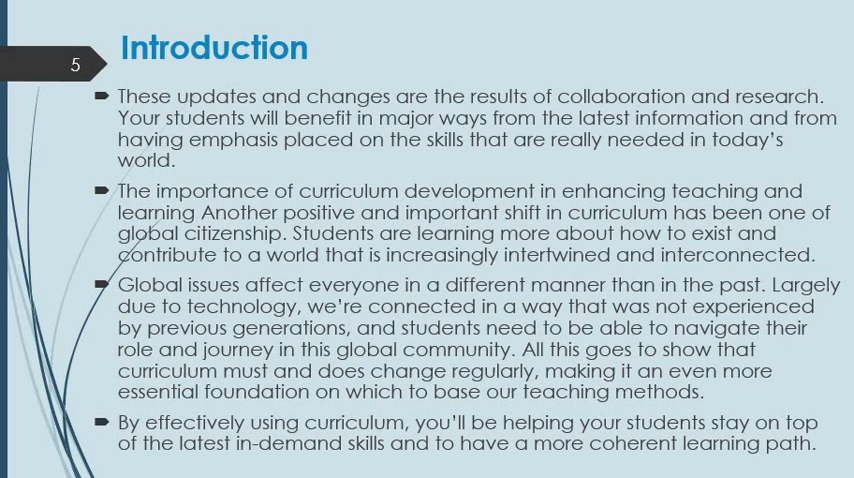 5
Introduction
These updates and changes are the results of collaboration and research.
Your students will benefit in major ways from the latest information and from
having emphasis placed on the skills that are really needed in today's
world.
The importance of curriculum development in enhancing teaching and
learning Another positive and important shift in curriculum has been one of
global citizenship. Students are learning more about how to exist and
contribute to a world that is increasingly intertwined and interconnected.
Global issues affect everyone in a different manner than in the past. Largely
due to technology, we're connected in a way that was not experienced
by previous generations, and students need to be able to navigate their
role and journey in this global community. All this goes to show that
curriculum must and does change regularly, making it an even more
essential foundation on which to base our teaching methods.
By effectively using curriculum, you'll be helping your students stay on top
of the latest in-demand skills and to have a more coherent learning path.